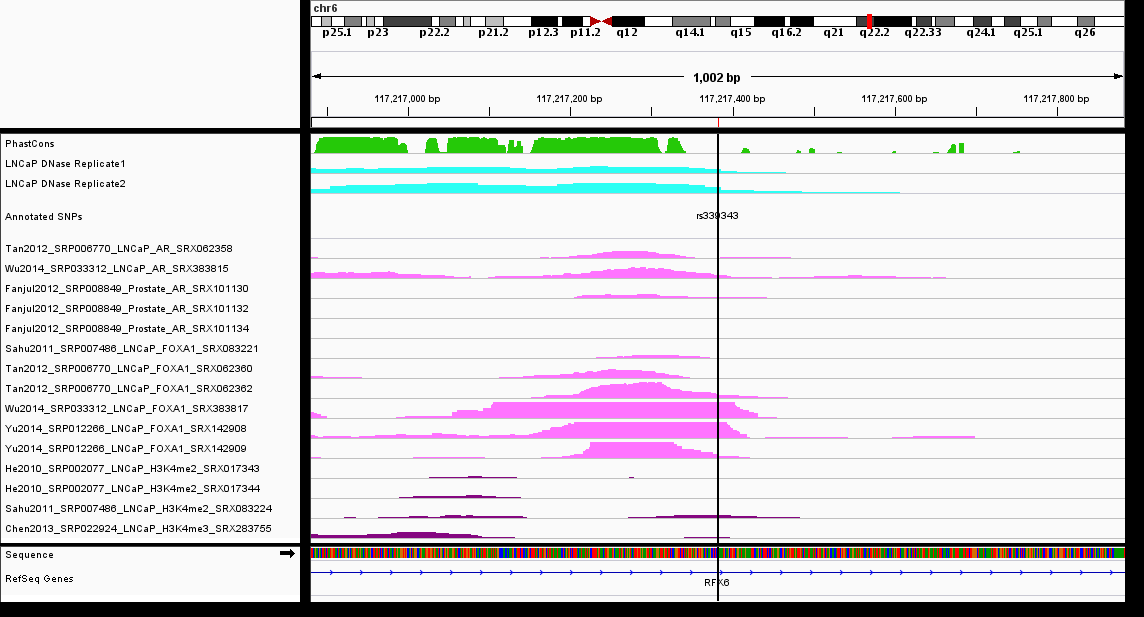 chr6
p25.1 p23 p22.2 p21.2 p12.3 p11.2 q12 q14.1 q15 q16.2 q21 q22.2 q22.33 q24.1 q25.1 q26
1,002 bp
117,217,000 bp 117,217,200 bp 117,217,400 bp 117,217,600 bp 117,217,800 bp
PhastCons
LNCaP DNase Replicate1
LNCaP DNase Replicate2
Annotated SNPs
rs339343
Tan2012_SRP006770_LNCaP_AR_SRX062358
Wu2014_SRP033312_LNCaP_AR_SRX383815
Fanjul2012_SRP008849_Prostate_AR_SRX101130
Fanjul2012_SRP008849_Prostate_AR_SRX101132
Fanjul2012_SRP008849_Prostate_AR_SRX101134
Sahu2011_SRP007486_LNCaP_FOXA1_SRX083221
Tan2012_SRP006770_LNCaP_FOXA1_SRX062360
Tan2012_SRP006770_LNCaP_FOXA1_SRX062362
Wu2014_SRP033312_LNCaP_FOXA1_SRX383817
Yu2014_SRP012266_LNCaP_FOXA1_SRX142908
Yu2014_SRP012266_LNCaP_FOXA1_SRX142909
He2010_SRP002077_LNCaP_H3K4me2_SRX017343
He2010_SRP002077_LNCaP_H3K4me2_SRX017344
Sahu2011_SRP007486_LNCaP_H3K4me2_SRX083224
Chen2013_SRP022924_LNCaP_H3K4me3_SRX283755
Sequence
RefSeq Genes
RFX6